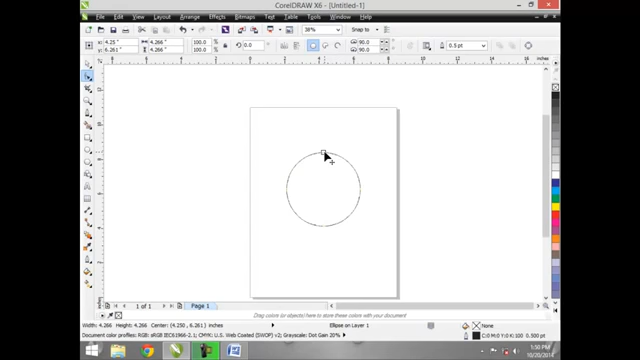 CorelDRAW X6 - [Untitled-1]
File Edit View Layout Arrange Effects Bitmaps Text Table Tools Window Help
38% Snap to
4.25 " 4.266 " 100.0 % 0.0 90.0 0.5 pt
6.261 " 4.266 " 100.0 % 90.0
inches
1 of 1 Page 1
Drag colors (or objects) here to store these colors with your document
Width: 4.266 Height: 4.266 Center: (4.250, 6.261) inches Ellipse on Layer 1 None
Document color profiles: RGB: sRGB IEC61966-2.1; CMYK: U.S. Web Coated (SWOP) v2; Grayscale: Dot Gain 20% C:0 M:0 Y:0 K:100 0.500 pt
5:50 PM
10/20/2014